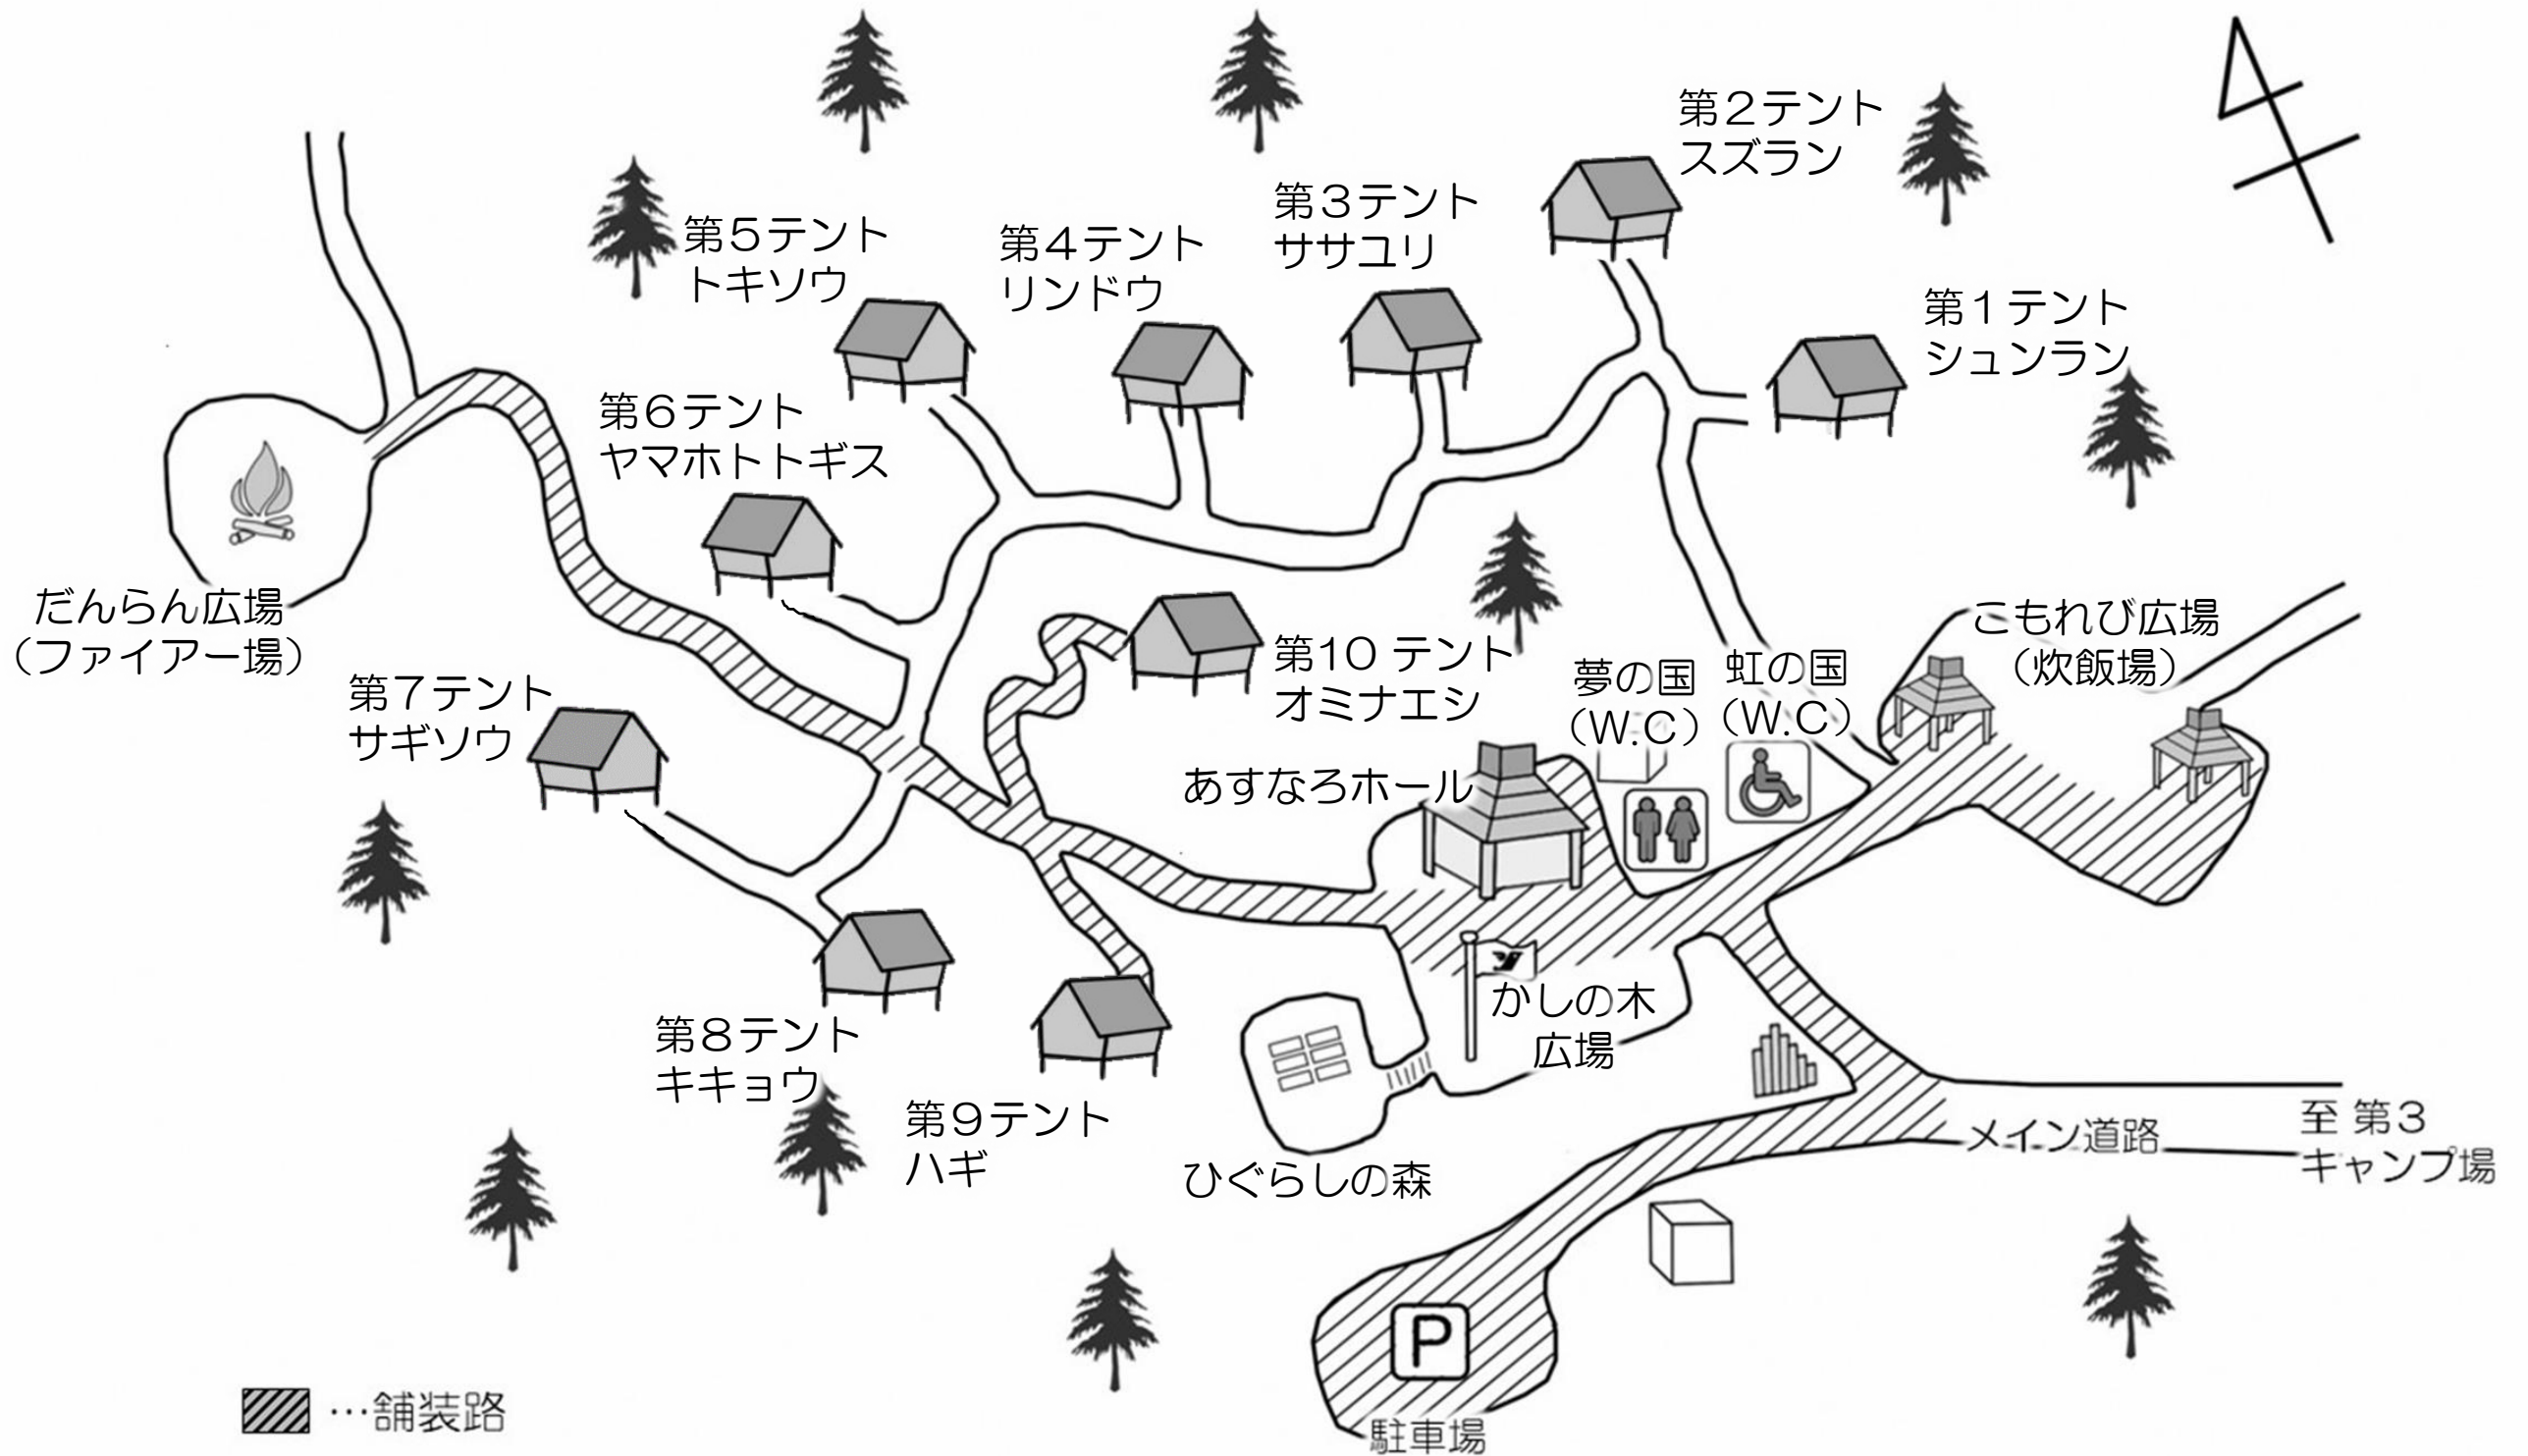 第2テント
スズラン
第3テント
ササユリ
第5テント
トキソウ
第4テント
リンドウ
第1テント
シュンラン
第6テント
ヤマホトトギス
だんらん広場
（ファイアー場）
こもれび広場
（炊飯場）
第10 テント
オミナエシ
夢の国
（W.C）
虹の国
（W.C）
第7テント
サギソウ
あすなろホール
かしの木
広場
第8テント
キキョウ
第9テント
ハギ
ひぐらしの森
メイン道路
至 第3
キャンプ場
P
駐車場
…舗装路